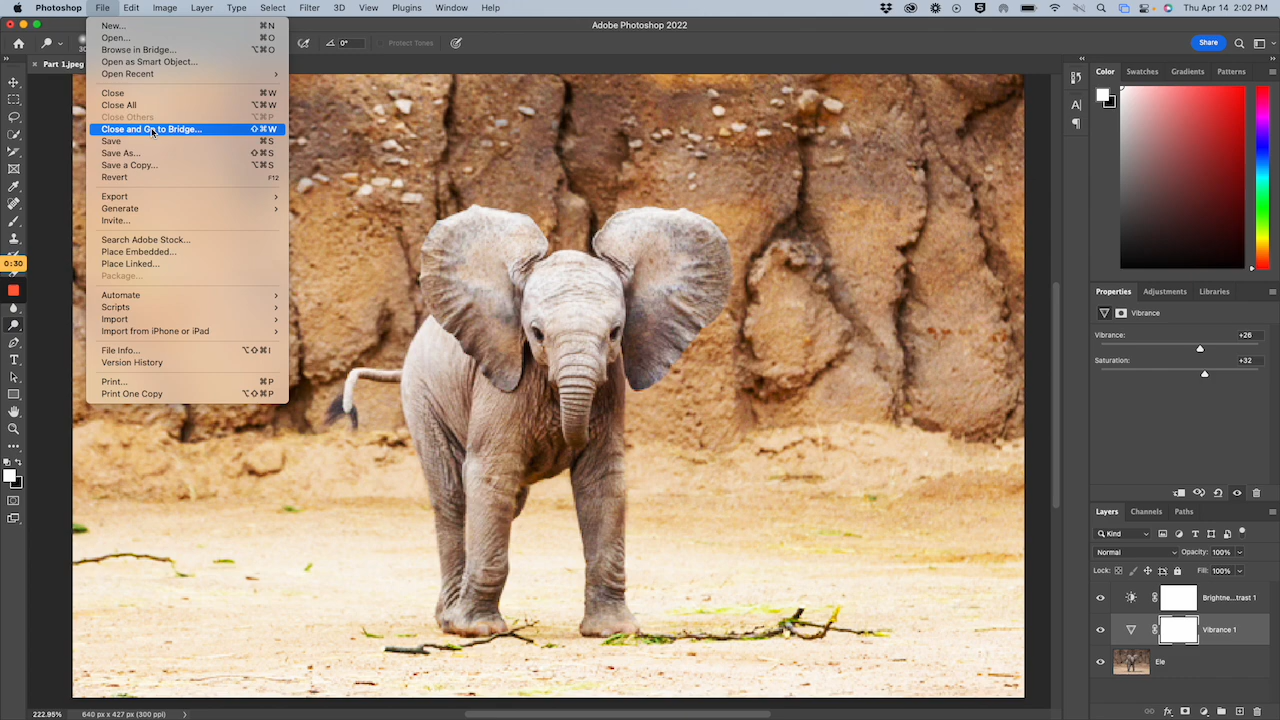 Photoshop File Edit Image Layer Type Select Filter 3D View Plugins Window Help Thu Apr 14 2:02 PM
Adobe Photoshop 2022
0° Protect Tones Share
Part 1.jpeg
New... ⌘N
Open... ⌘O
Browse in Bridge... ⌥⌘O
Open as Smart Object...
Open Recent
Close ⌘W
Close All ⌥⌘W
Close Others
Close and Go to Bridge... ⇧⌘W
Save ⌘S
Save As... ⇧⌘S
Save a Copy... ⌥⌘S
Revert F12
Export
Generate
Invite...
Search Adobe Stock...
Place Embedded...
Place Linked...
Package...
Automate
Scripts
Import
Import from iPhone or iPad
File Info... ⌥⇧⌘I
Version History
Print... ⌘P
Print One Copy ⌥⇧⌘P
0:30
Color Swatches Gradients Patterns
Properties Adjustments Libraries
Vibrance
Vibrance: +26
Saturation: +32
Layers Channels Paths
Kind
Normal Opacity: 100%
Lock: Fill: 100%
Brightne...trast 1
Vibrance 1
Ele
222.95% 640 px x 427 px (300 ppi)